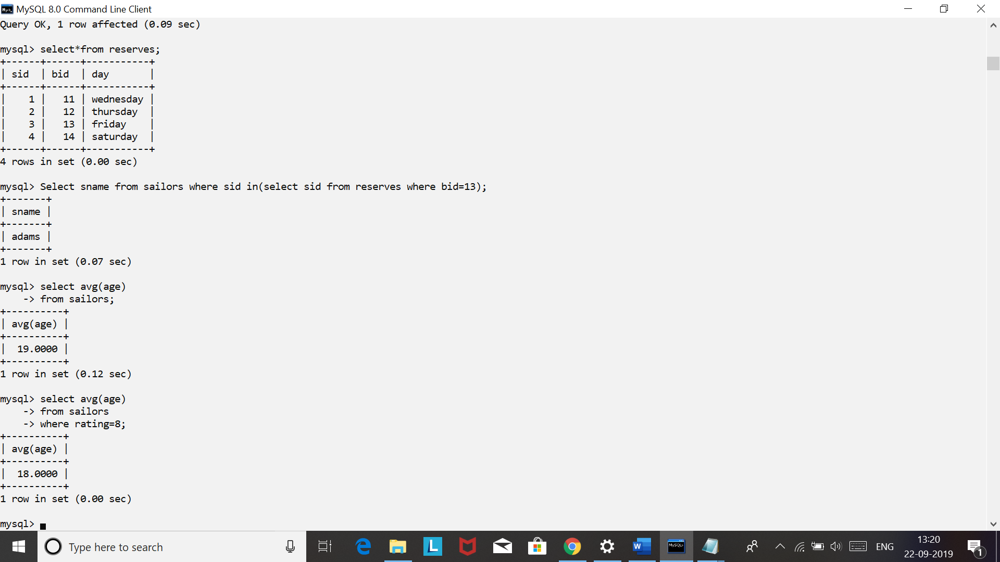 MySQL 8.0 Command Line Client
Query OK, 1 row affected (0.09 sec)
mysql> select*from reserves;
+------+------+-----------+
| sid  | bid  | day       |
+------+------+-----------+
|    1 |   11 | wednesday |
|    2 |   12 | thursday  |
|    3 |   13 | friday    |
|    4 |   14 | saturday  |
+------+------+-----------+
4 rows in set (0.00 sec)
mysql> Select sname from sailors where sid in(select sid from reserves where bid=13);
+-------+
| sname |
+-------+
| adams |
+-------+
1 row in set (0.07 sec)
mysql> select avg(age)
    -> from sailors;
+----------+
| avg(age) |
+----------+
|  19.0000 |
+----------+
1 row in set (0.12 sec)
mysql> select avg(age)
    -> from sailors
    -> where rating=8;
+----------+
| avg(age) |
+----------+
|  18.0000 |
+----------+
1 row in set (0.00 sec)
mysql>
Type here to search
L
W
MySQL>
ENG
13:20
22-09-2019
1